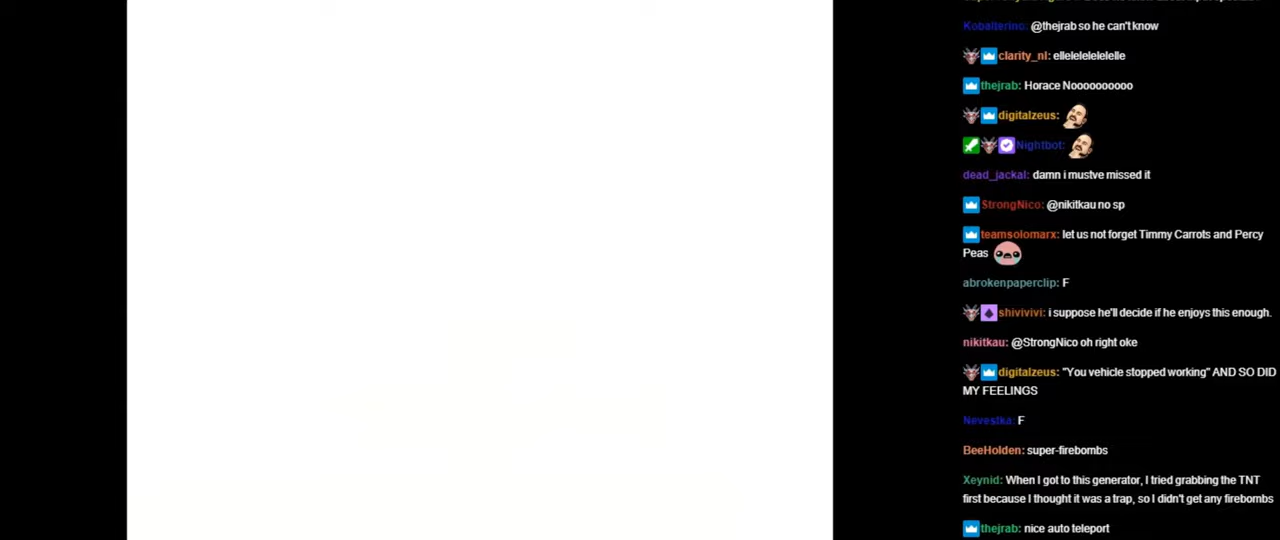 Kobalterino: @thejrab so he can't know
clarity_nl: ellelelelelelelle
thejrab: Horace Noooooooooo
digitalzeus:
Nightbot:
dead_jackal: damn i mustve missed it
StrongNico: @nikitkau no sp
teamsolomarx: let us not forget Timmy Carrots and Percy
Peas
abrokenpaperclip: F
shivivivi: i suppose he'll decide if he enjoys this enough.
nikitkau: @StrongNico oh right oke
digitalzeus: "You vehicle stopped working" AND SO DID
MY FEELINGS
Nevestka: F
BeeHolden: super-firebombs
Xeynid: When I got to this generator, I tried grabbing the TNT
first because I thought it was a trap, so I didn't get any firebombs
thejrab: nice auto teleport